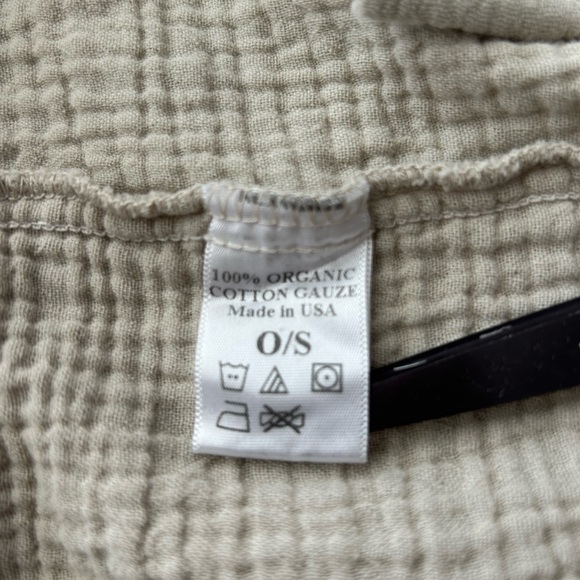 100% ORGANIC
COTTON GAUZE
Made in USA
O/S